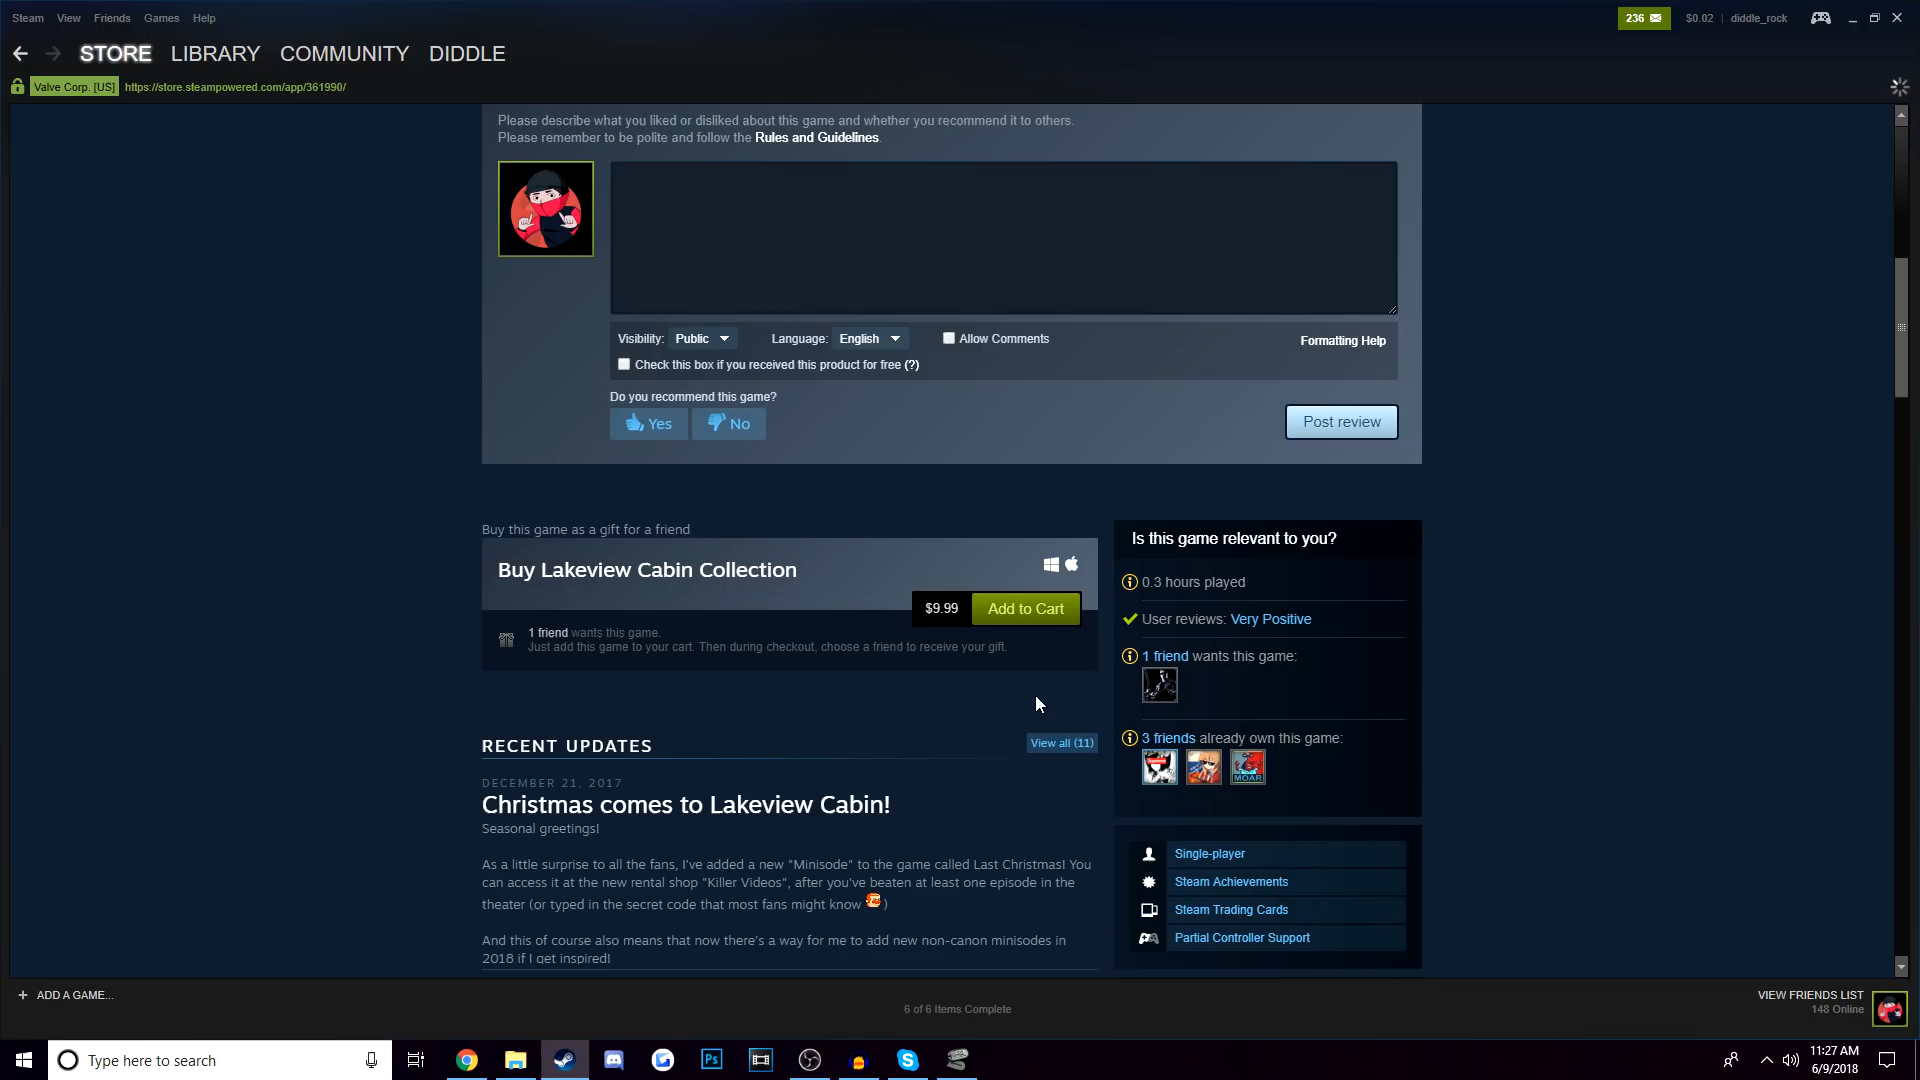 Steam View Friends Games Help
236 $0.02 diddle_rock
STORE LIBRARY COMMUNITY DIDDLE
Valve Corp. [US] https://store.steampowered.com/app/361990/
Please describe what you liked or disliked about this game and whether you recommend it to others.
Please remember to be polite and follow the Rules and Guidelines.
Visibility: Public Language: English Allow Comments Formatting Help
Check this box if you received this product for free (?)
Do you recommend this game?
Yes No Post review
Buy this game as a gift for a friend
Buy Lakeview Cabin Collection
$9.99 Add to Cart
1 friend wants this game.
Just add this game to your cart. Then during checkout, choose a friend to receive your gift.
RECENT UPDATES View all (11)
DECEMBER 21, 2017
Christmas comes to Lakeview Cabin!
Seasonal greetings!
As a little surprise to all the fans, I've added a new "Minisode" to the game called Last Christmas! You
can access it at the new rental shop "Killer Videos", after you've beaten at least one episode in the
theater (or typed in the secret code that most fans might know )
And this of course also means that now there's a way for me to add new non-canon minisodes in
2018 if I get inspired!
Is this game relevant to you?
0.3 hours played
User reviews: Very Positive
1 friend wants this game:
3 friends already own this game:
MOAR
Single-player
Steam Achievements
Steam Trading Cards
Partial Controller Support
+ ADD A GAME...
6 of 6 Items Complete
VIEW FRIENDS LIST
148 Online
Type here to search
Ps
11:27 AM
6/9/2018